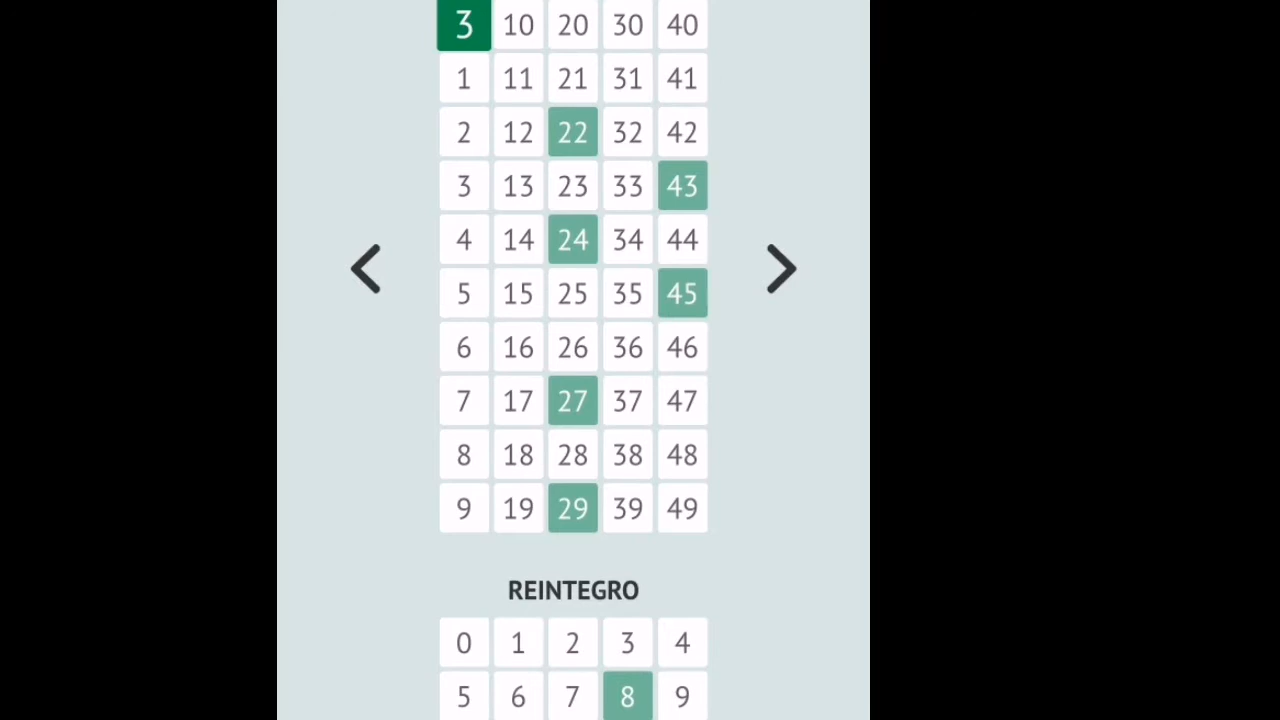 3 10 20 30 40
1 11 21 31 41
2 12 22 32 42
3 13 23 33 43
4 14 24 34 44
5 15 25 35 45
6 16 26 36 46
7 17 27 37 47
8 18 28 38 48
9 19 29 39 49
REINTEGRO
0 1 2 3 4
5 6 7 8 9